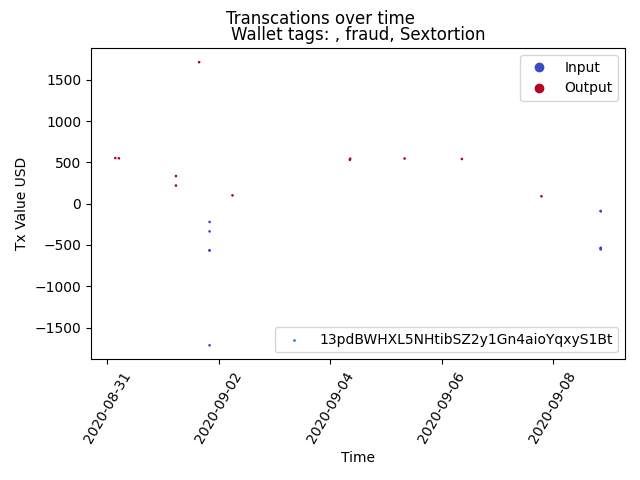 Transcations over time
Wallet tags: , fraud, Sextortion
Input
Output
1500
1000
500
0
−500
−1000
−1500
Tx Value USD
13pdBWHXL5NHtibSZ2y1Gn4aioYqxyS1Bt
2020-08-31
2020-09-02
2020-09-04
2020-09-06
2020-09-08
Time